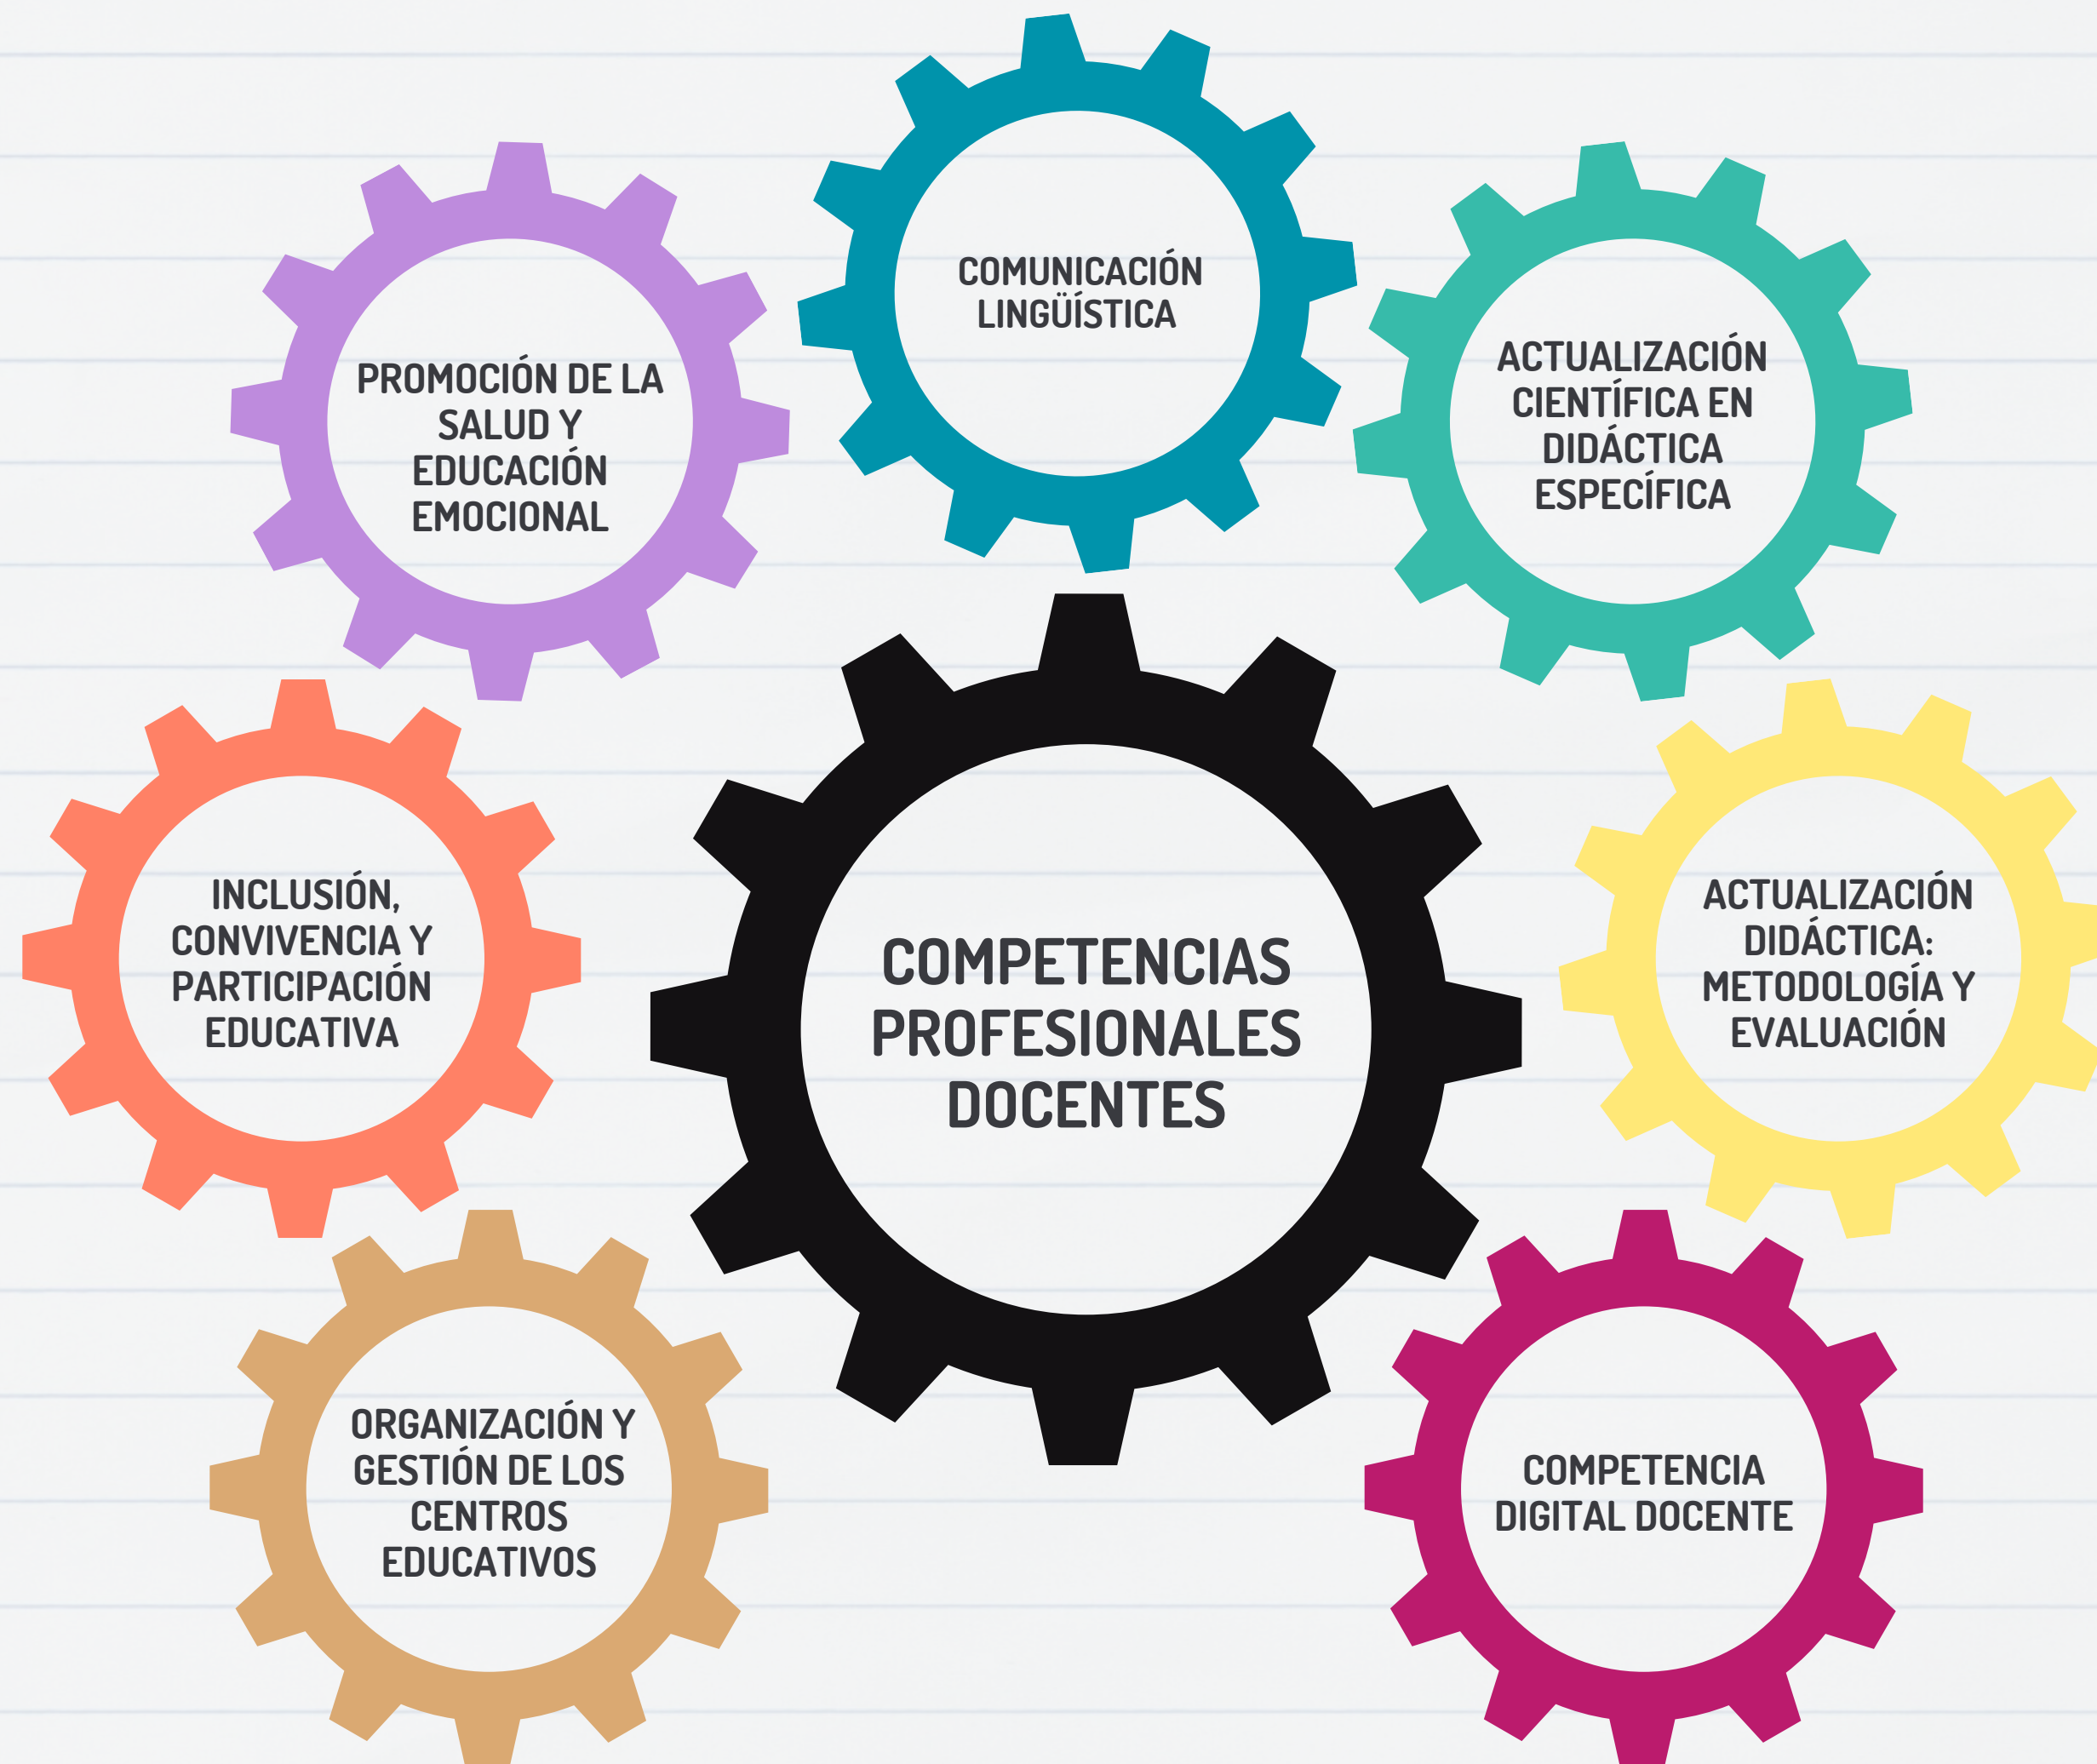 COMUNICACIÓN
LINGÜÍSTICA
PROMOCIÓN DE LA
SALUD Y
EDUCACIÓN
EMOCIONAL
ACTUALIZACIÓN
CIENTÍFICA EN
DIDÁCTICA
ESPECÍFICA
INCLUSIÓN,
CONVIVENCIA Y
PARTICIPACIÓN
EDUCATIVA
COMPETENCIAS
PROFESIONALES
DOCENTES
ACTUALIZACIÓN
DIDÁCTICA:
METODOLOGÍA Y
EVALUACIÓN
ORGANIZACIÓN Y
GESTIÓN DE LOS
CENTROS
EDUCATIVOS
COMPETENCIA
DIGITAL DOCENTE